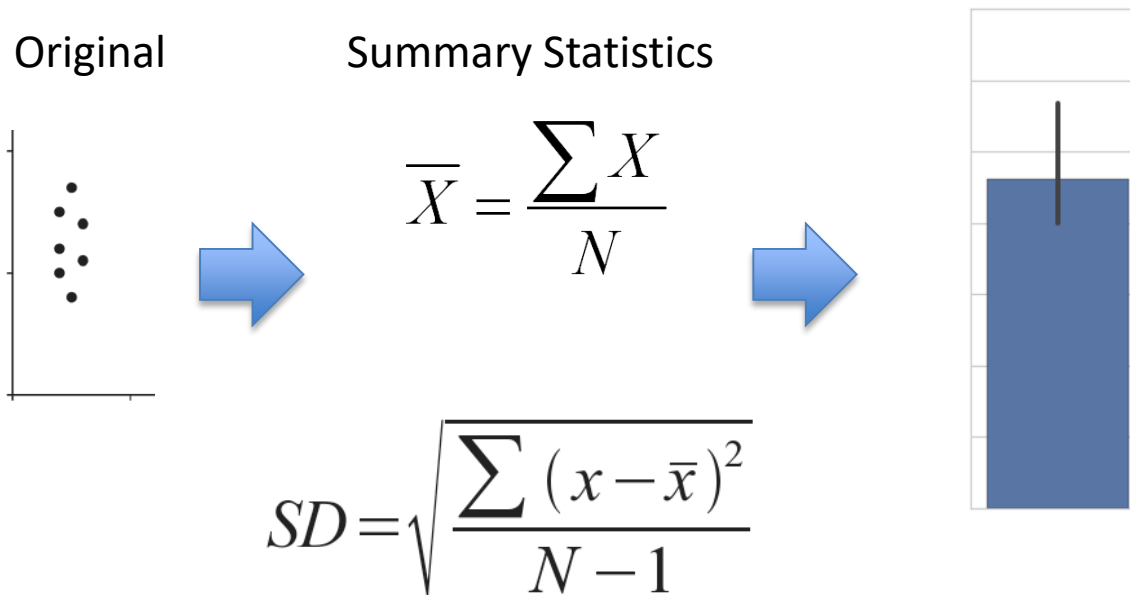 Original
Summary Statistics
X̄ = ∑ X / N
SD = √(∑ (x − x̄)² / (N − 1))